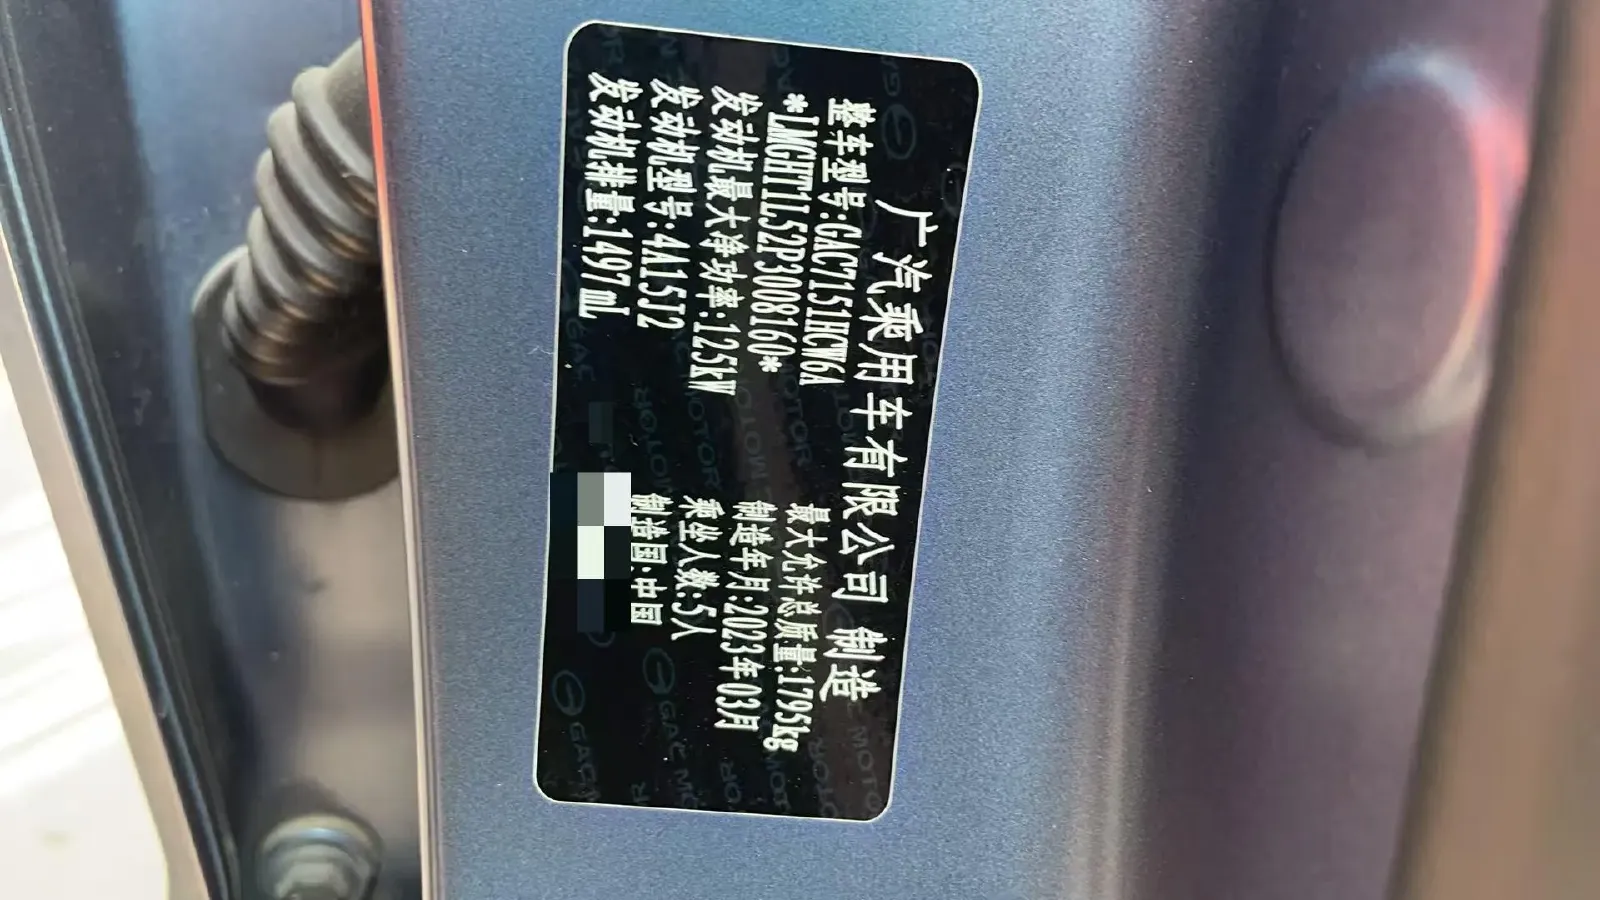 广汽乘用车有限公司 制造
整车型号:GAC7151HCW6A
最大允许总质量:1795kg
*LMGHT1L52P3008160*
制造年月:2023年03月
发动机最大净功率:125kW
乘坐人数:5人
发动机型号:4A15J2
制造国:中国
发动机排量:1497mL
GAC MOTOR